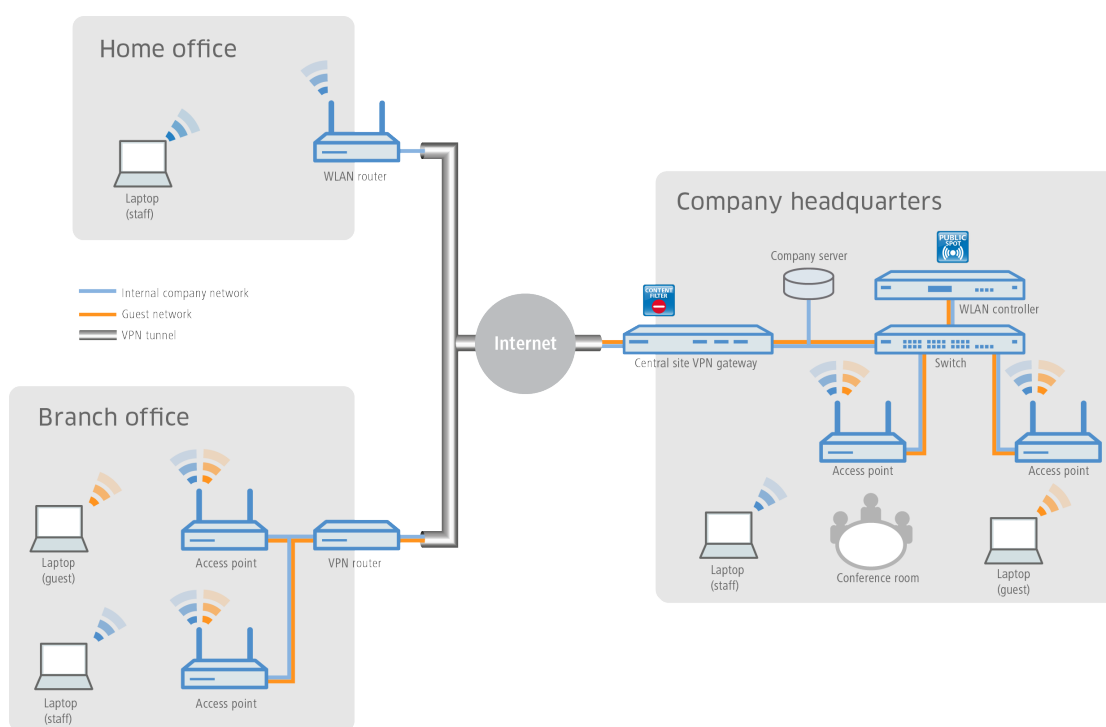 Home office
WLAN router
Laptop
(staff)
Internal company network
Guest network
VPN tunnel
Internet
Company headquarters
PUBLIC
SPOT
Company server
CONTENT
FILTER
WLAN controller
Central site VPN gateway
Switch
Access point
Access point
Laptop
(staff)
Conference room
Laptop
(guest)
Branch office
Laptop
(guest)
Access point
VPN router
Laptop
(staff)
Access point